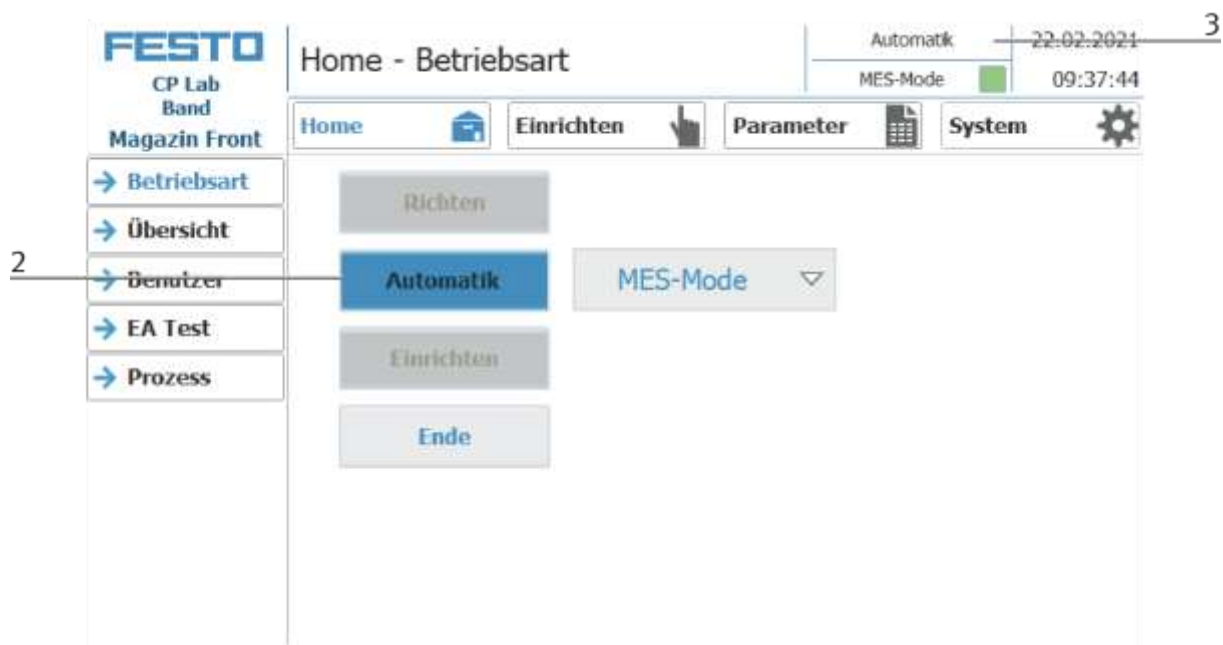 FESTO
CP Lab
Band
Magazin Front
Home - Betriebsart
Automatik
22.02.2021
MES-Mode
09:37:44
3
Home
Einrichten
Parameter
System
Betriebsart
Übersicht
Benutzer
EA Test
Prozess
2
Richten
Automatik
MES-Mode
Einrichten
Ende